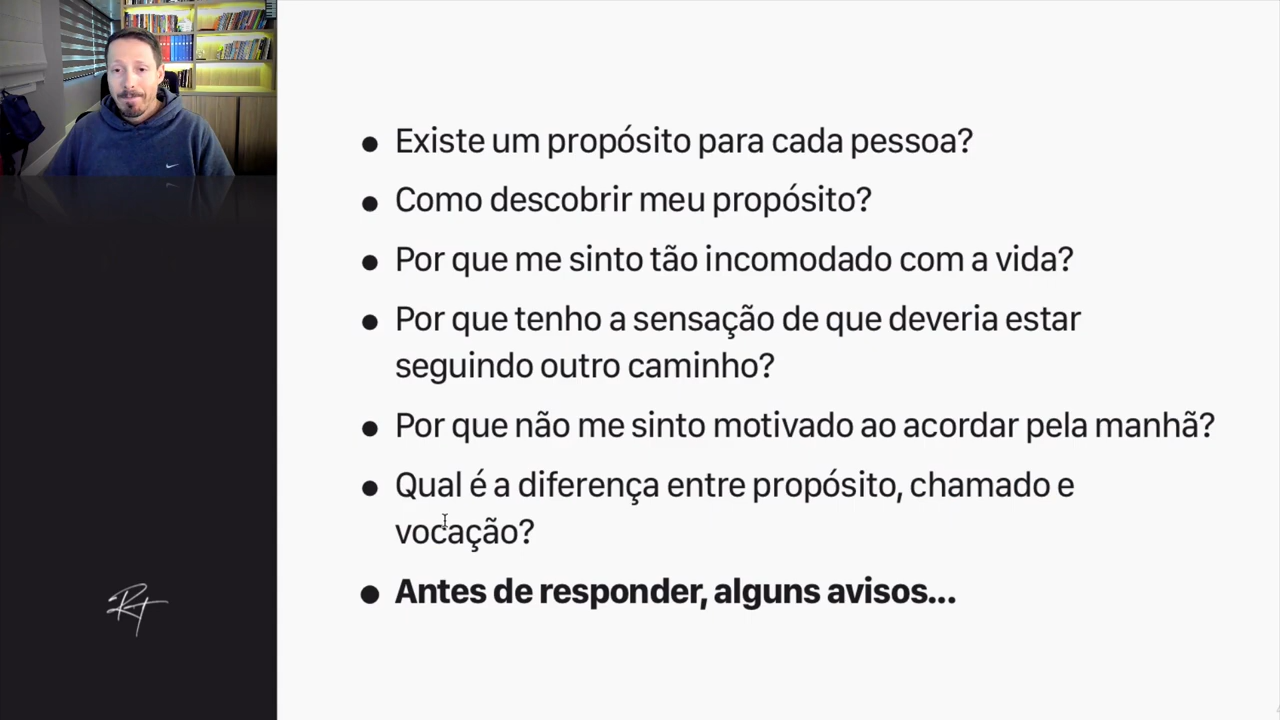 Existe um propósito para cada pessoa?
Como descobrir meu propósito?
Por que me sinto tão incomodado com a vida?
Por que tenho a sensação de que deveria estar
seguindo outro caminho?
Por que não me sinto motivado ao acordar pela manhã?
Qual é a diferença entre propósito, chamado e
vocação?
Antes de responder, alguns avisos...
RT